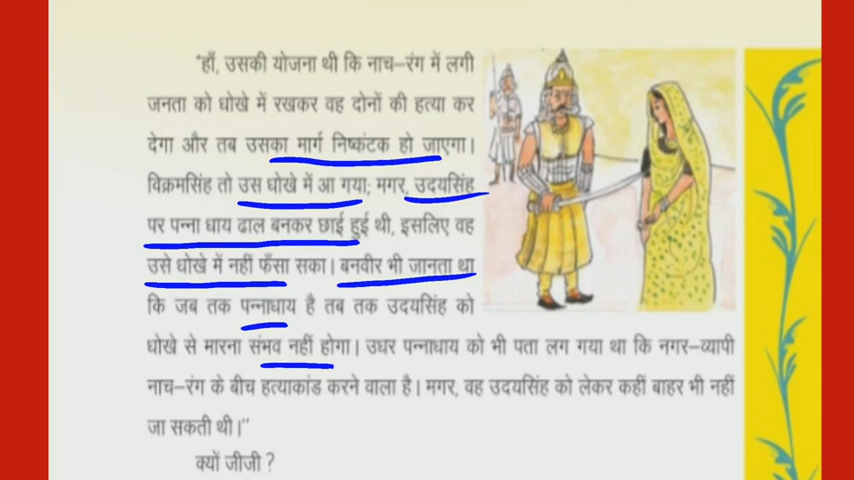 "हाँ, उसकी योजना थी कि नाच–रंग में लगी
जनता को धोखे में रखकर वह दोनों की हत्या कर
देगा और तब उसका मार्ग निष्कंटक हो जाएगा।
विक्रमसिंह तो उस धोखे में आ गया; मगर, उदयसिंह
पर पन्ना धाय ढाल बनकर छाई हुई थी, इसलिए वह
उसे धोखे में नहीं फँसा सका। बनवीर भी जानता था
कि जब तक पन्नाधाय है तब तक उदयसिंह को
धोखे से मारना संभव नहीं होगा। उधर पन्नाधाय को भी पता लग गया था कि नगर–व्यापी
नाच–रंग के बीच हत्याकांड करने वाला है। मगर, वह उदयसिंह को लेकर कहीं बाहर भी नहीं
जा सकती थी।"
क्यों जीजी ?